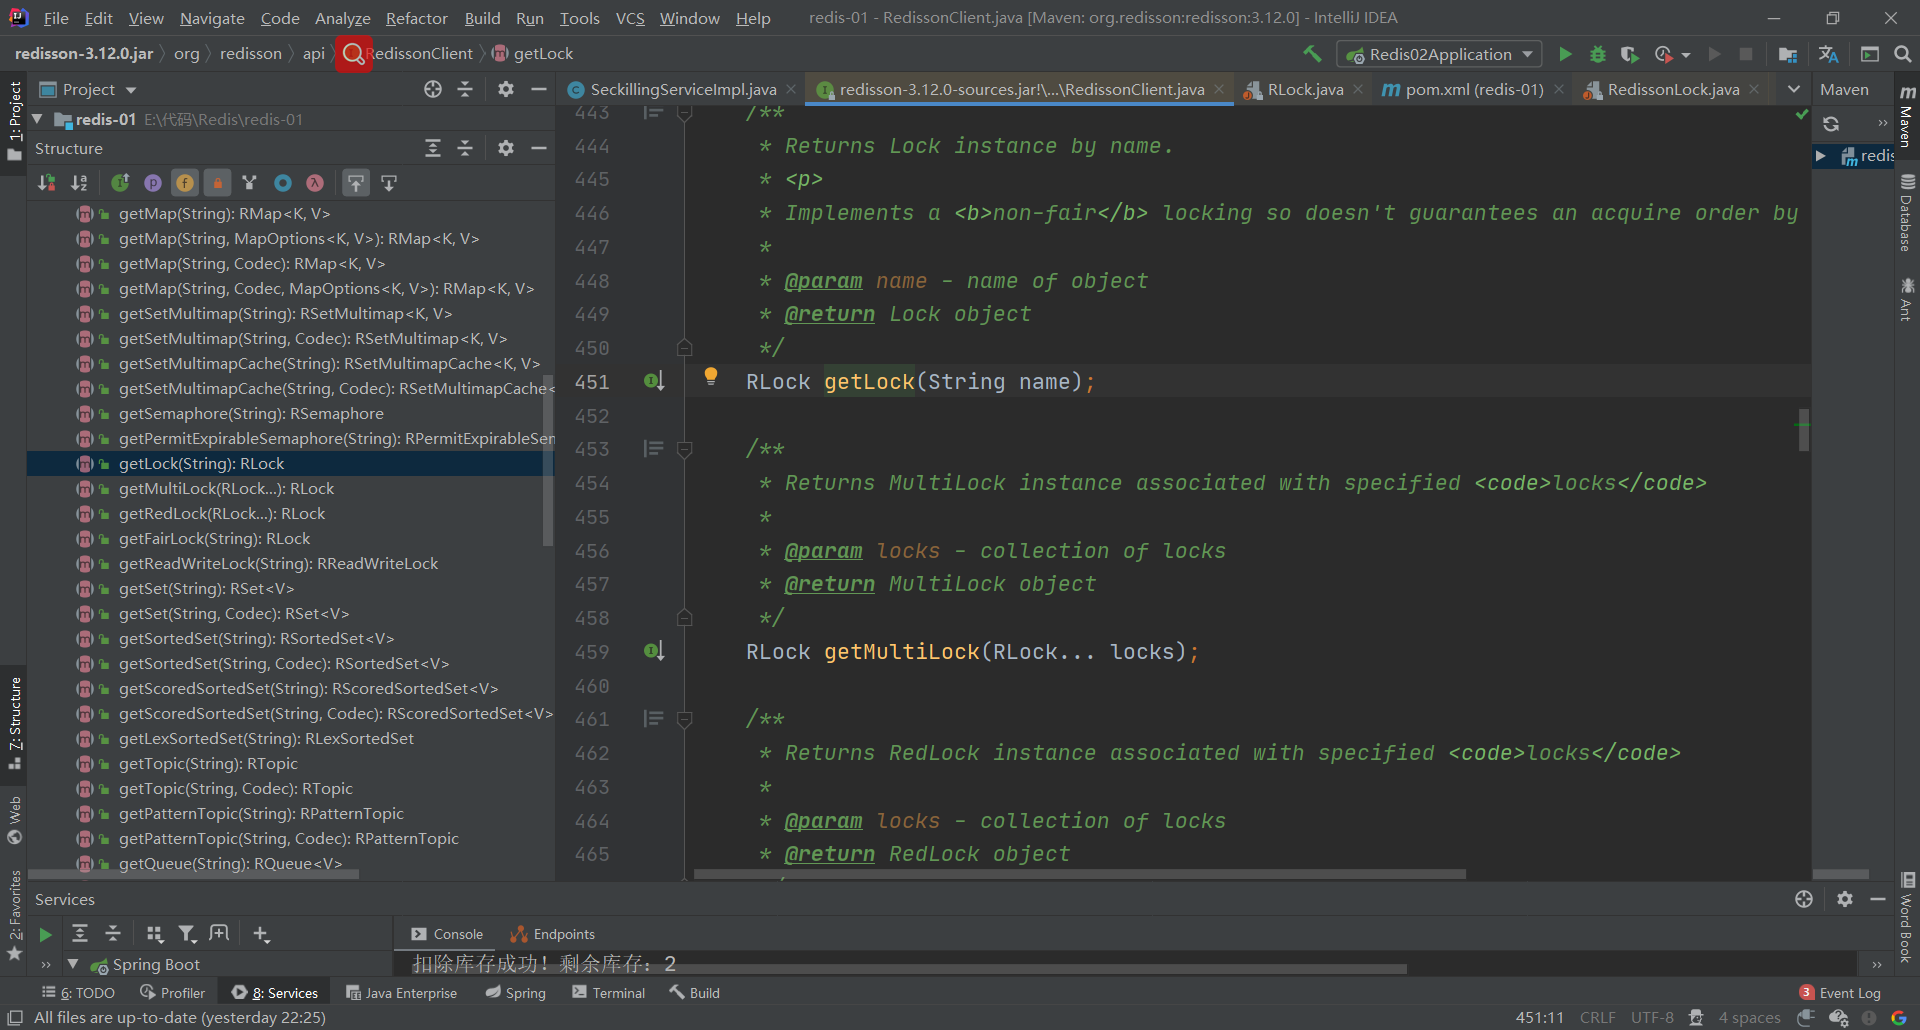 File Edit View Navigate Code Analyze Refactor Build Run Tools VCS Window Help redis-01 - RedissonClient.java [Maven: org.redisson:redisson:3.12.0] - IntelliJ IDEA
redisson-3.12.0.jar org redisson api RedissonClient getLock Redis02Application
1: Project
Project
redis-01 E:\代码\Redis\redis-01
Structure
getMap(String): RMap<K, V>
getMap(String, MapOptions<K, V>): RMap<K, V>
getMap(String, Codec): RMap<K, V>
getMap(String, Codec, MapOptions<K, V>): RMap<K, V>
getSetMultimap(String): RSetMultimap<K, V>
getSetMultimap(String, Codec): RSetMultimap<K, V>
getSetMultimapCache(String): RSetMultimapCache<K, V>
getSetMultimapCache(String, Codec): RSetMultimapCache<
getSemaphore(String): RSemaphore
getPermitExpirableSemaphore(String): RPermitExpirableSem
getLock(String): RLock
getMultiLock(RLock...): RLock
getRedLock(RLock...): RLock
getFairLock(String): RLock
getReadWriteLock(String): RReadWriteLock
getSet(String): RSet<V>
getSet(String, Codec): RSet<V>
getSortedSet(String): RSortedSet<V>
getSortedSet(String, Codec): RSortedSet<V>
getScoredSortedSet(String): RScoredSortedSet<V>
getScoredSortedSet(String, Codec): RScoredSortedSet<V>
getLexSortedSet(String): RLexSortedSet
getTopic(String): RTopic
getTopic(String, Codec): RTopic
getPatternTopic(String): RPatternTopic
getPatternTopic(String, Codec): RPatternTopic
getQueue(String): RQueue<V>
7: Structure
Web
2: Favorites
SeckillingServiceImpl.java redisson-3.12.0-sources.jar!\...\RedissonClient.java RLock.java pom.xml (redis-01) RedissonLock.java
443 /**
444 * Returns Lock instance by name.
445 * <p>
446 * Implements a <b>non-fair</b> locking so doesn't guarantees an acquire order by
447 *
448 * @param name - name of object
449 * @return Lock object
450 */
451 RLock getLock(String name);
452
453 /**
454 * Returns MultiLock instance associated with specified <code>locks</code>
455 *
456 * @param locks - collection of locks
457 * @return MultiLock object
458 */
459 RLock getMultiLock(RLock... locks);
460
461 /**
462 * Returns RedLock instance associated with specified <code>locks</code>
463 *
464 * @param locks - collection of locks
465 * @return RedLock object
Maven
redis
Maven
Database
Ant
Word Book
Services
Console Endpoints
Spring Boot
扣除库存成功！剩余库存：2
6: TODO Profiler 8: Services Java Enterprise Spring Terminal Build 3 Event Log
All files are up-to-date (yesterday 22:25) 451:11 CRLF UTF-8 4 spaces